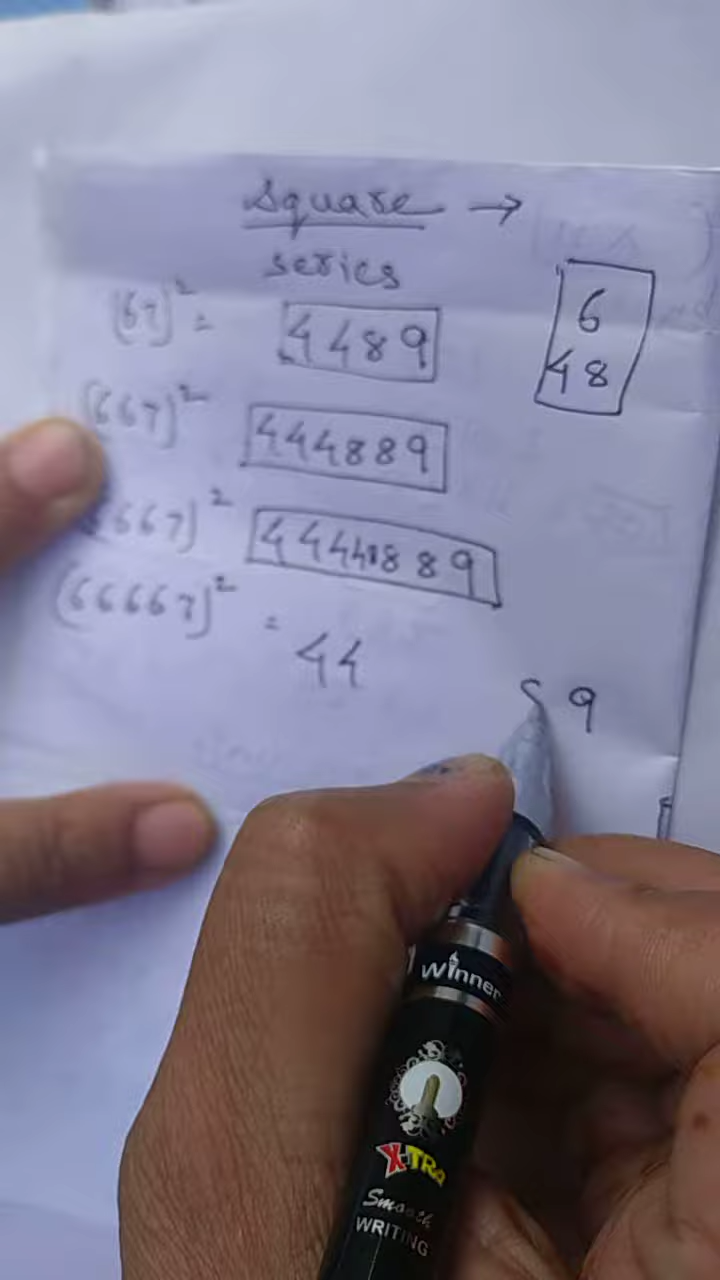 Square →
series
(67)² = 4489
6
48
(667)² 444889
667)² 44448889
(66667)² = 44
89
Winner
X-TRA
Smooth
WRITING